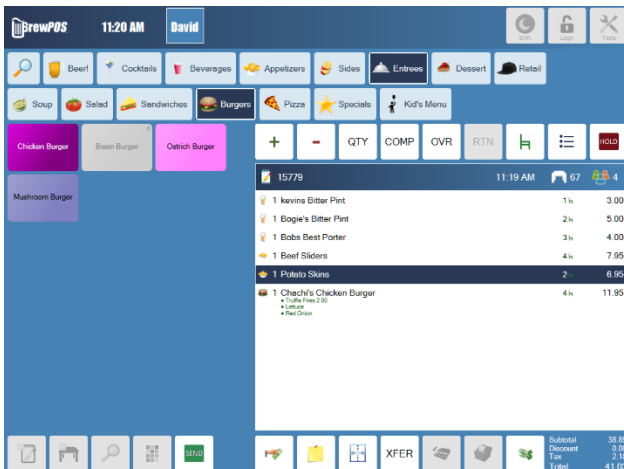 BrewPOS 11:20 AM David Shift Login Tools
Beer! Cocktails Beverages Appetizers Sides Entrees Dessert Retail
Soup Salad Sandwiches Burgers Pizza Specials Kid's Menu
Chicken Burger Bison Burger 0 Ostrich Burger
Mushroom Burger
+ - QTY COMP OVR RTN HOLD
15779 11:19 AM 67 4
1 kevins Bitter Pint 1 3.00
1 Bogie's Bitter Pint 2 5.00
1 Bobs Best Porter 3 4.00
1 Beef Sliders 4 7.95
1 Potato Skins 2 6.95
1 Chachi's Chicken Burger 4 11.95
• Truffle Fries 2.00
• Lettuce
• Red Onion
SEND XFER
Subtotal 38.85
Discount 0.00
Tax
Total